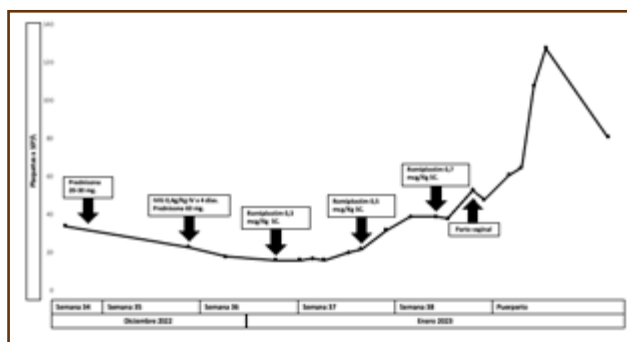 Plaquetas x 10⁹/L
140
120
100
80
60
40
20
0
Prednisona
20-30 mg.
IVIG 0,4g/Kg IV x 4 días.
Prednisona 60 mg.
Romiplostim 0,3
mcg/Kg SC.
Romiplostim 0,5
mcg/Kg SC.
Romiplostim 0,7
mcg/Kg SC.
Parto vaginal
Semana 34
Semana 35
Semana 36
Semana 37
Semana 38
Puerperio
Diciembre 2022
Enero 2023